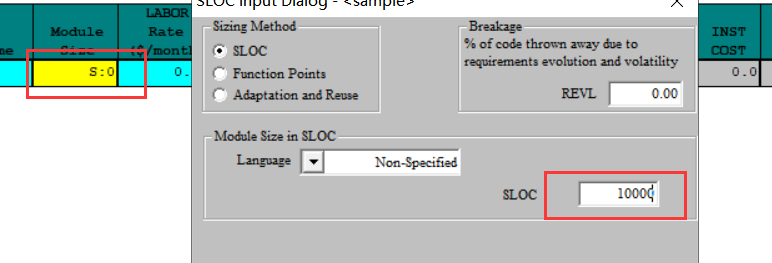 SLOC Input Dialog - <sample>
LABOR
Module Rate
Size ($/month
me
S:0 0.
INST
COST
0.0
Sizing Method
SLOC
Function Points
Adaptation and Reuse
Breakage
% of code thrown away due to
requirements evolution and volatility
REVL 0.00
Module Size in SLOC
Language Non-Specified
SLOC 10000